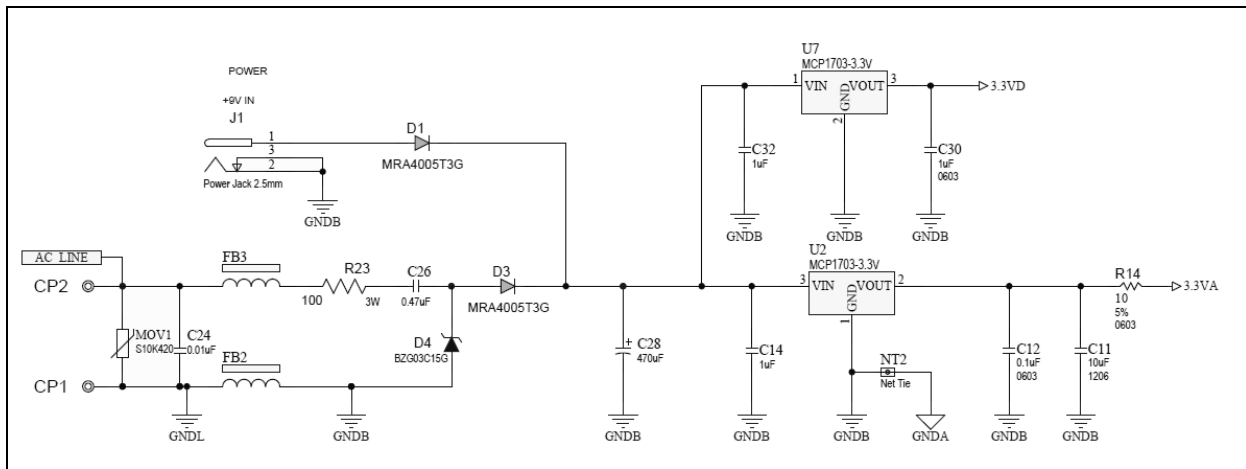 POWER
+9V IN
J1
1
3
2
Power Jack 2.5mm
GNDB
D1
MRA4005T3G
U7
MCP1703-3.3V
1
VIN
GND
VOUT
3
2
3.3VD
C32
1uF
C30
1uF
0603
GNDB
GNDB
GNDB
AC LINE
CP2
FB3
R23
100
3W
C26
0.47uF
D3
MRA4005T3G
MOV1
S10K420
C24
0.01uF
FB2
D4
BZG03C15G
CP1
GNDL
GNDB
C28
470uF
GNDB
C14
1uF
GNDB
U2
MCP1703-3.3V
3
VIN
GND
VOUT
2
1
NT2
Net Tie
GNDB
GNDA
C12
0.1uF
0603
GNDB
C11
10uF
1206
GNDB
R14
10
5%
0603
3.3VA